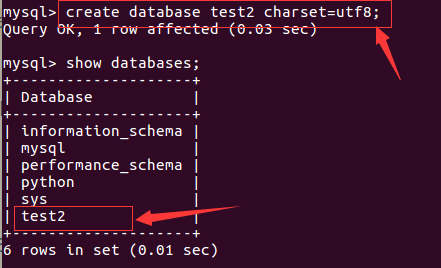 mysql> create database test2 charset=utf8;
Query OK, 1 row affected (0.03 sec)
mysql> show databases;
+--------------------+
| Database           |
+--------------------+
| information_schema |
| mysql              |
| performance_schema |
| python             |
| sys                |
| test2              |
+--------------------+
6 rows in set (0.01 sec)